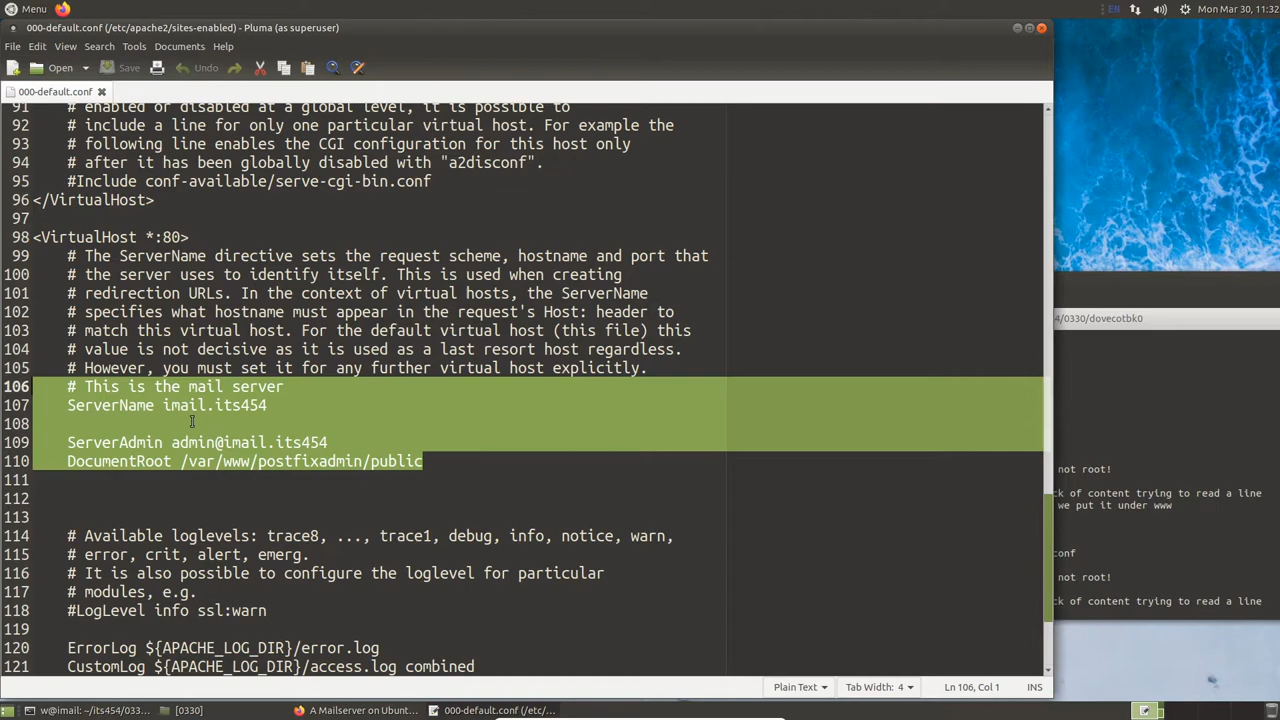 Menu
EN
Mon Mar 30, 11:32
000-default.conf (/etc/apache2/sites-enabled) - Pluma (as superuser)
File Edit View Search Tools Documents Help
Open Save Undo
000-default.conf
91 # enabled or disabled at a global level, it is possible to
92 # include a line for only one particular virtual host. For example the
93 # following line enables the CGI configuration for this host only
94 # after it has been globally disabled with "a2disconf".
95 #Include conf-available/serve-cgi-bin.conf
96 </VirtualHost>
97
98 <VirtualHost *:80>
99 # The ServerName directive sets the request scheme, hostname and port that
100 # the server uses to identify itself. This is used when creating
101 # redirection URLs. In the context of virtual hosts, the ServerName
102 # specifies what hostname must appear in the request's Host: header to
103 # match this virtual host. For the default virtual host (this file) this
104 # value is not decisive as it is used as a last resort host regardless.
105 # However, you must set it for any further virtual host explicitly.
106 # This is the mail server
107 ServerName imail.its454
108
109 ServerAdmin admin@imail.its454
110 DocumentRoot /var/www/postfixadmin/public
111
112
113
114 # Available loglevels: trace8, ..., trace1, debug, info, notice, warn,
115 # error, crit, alert, emerg.
116 # It is also possible to configure the loglevel for particular
117 # modules, e.g.
118 #LogLevel info ssl:warn
119
120 ErrorLog ${APACHE_LOG_DIR}/error.log
121 CustomLog ${APACHE_LOG_DIR}/access.log combined
Plain Text Tab Width: 4 Ln 106, Col 1 INS
4/0330/dovecotbk0
not root!
ck of content trying to read a line
we put it under www
conf
not root!
ck of content trying to read a line
w@imail: ~/its454/033... [0330] A Mailserver on Ubunt... 000-default.conf (/etc/...